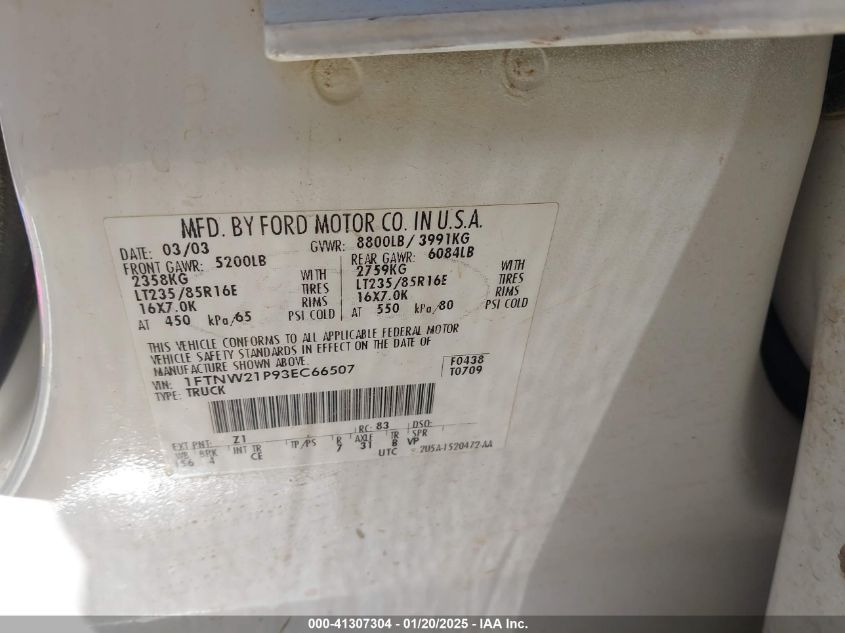 MFD. BY FORD MOTOR CO. IN U.S.A.
DATE: 03/03 GVWR: 8800LB/ 3991KG
FRONT GAWR: 5200LB REAR GAWR: 6084LB
2358KG WITH 2759KG WITH
LT235/85R16E TIRES LT235/85R16E TIRES
16X7.0K RIMS 16X7.0K RIMS
AT 450 kPa/65 PSI COLD AT 550 kPa/80 PSI COLD
THIS VEHICLE CONFORMS TO ALL APPLICABLE FEDERAL MOTOR
VEHICLE SAFETY STANDARDS IN EFFECT ON THE DATE OF
MANUFACTURE SHOWN ABOVE.
VIN: 1FTNW21P93EC66507 F0438
TYPE: TRUCK T0709
RC: 83 DSO:
EXT PNT: Z1
WB BRK INT TR TP/PS R AXLE TR SPR
156 4 CE 7 31 B VP
UTC 2U5A-1520472-AA
000-41307304 - 01/20/2025 - IAA Inc.